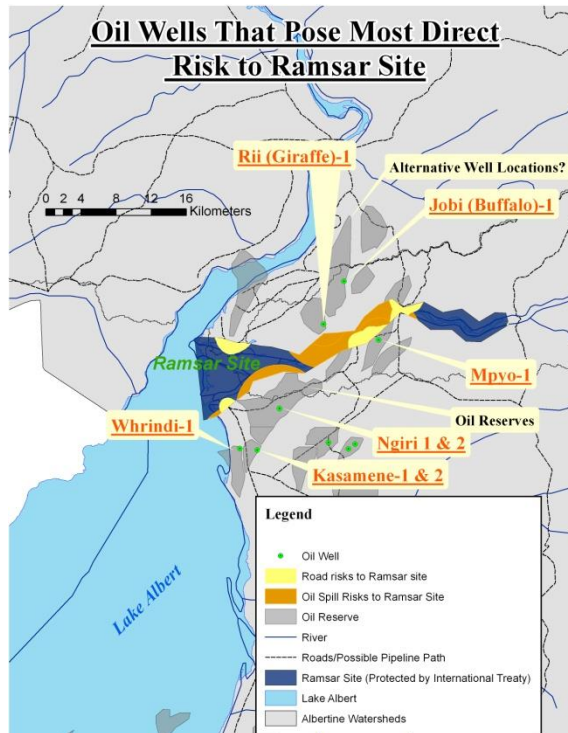 Oil Wells That Pose Most Direct
Risk to Ramsar Site
Rii (Giraffe)-1
Alternative Well Locations?
Jobi (Buffalo)-1
0 2 4 8 12 16
Kilometers
Ramsar Site
Mpyo-1
Oil Reserves
Whrindi-1
Ngiri 1 & 2
Kasamene-1 & 2
Lake Albert
Legend
Oil Well
Road risks to Ramsar site
Oil Spill Risks to Ramsar Site
Oil Reserve
River
Roads/Possible Pipeline Path
Ramsar Site (Protected by International Treaty)
Lake Albert
Albertine Watersheds